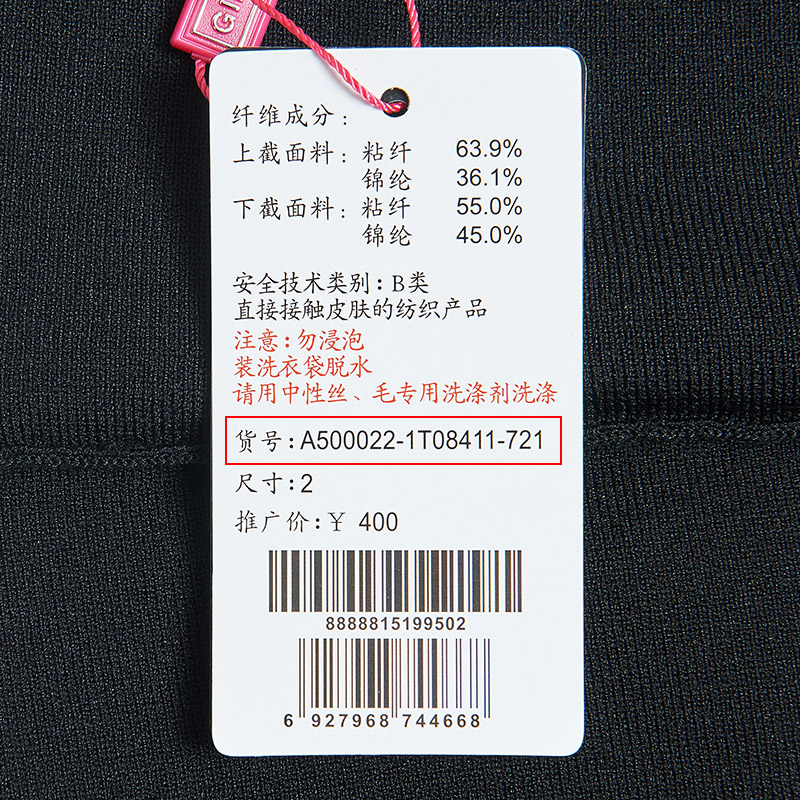 GI
纤维成分：
上截面料：粘纤 63.9%
锦纶 36.1%
下截面料：粘纤 55.0%
锦纶 45.0%
安全技术类别：B类
直接接触皮肤的纺织产品
注意：勿浸泡
装洗衣袋脱水
请用中性丝、毛专用洗涤剂洗涤
货号：A500022-1T08411-721
尺寸：2
推广价：¥ 400
8888815199502
6 927968 744668